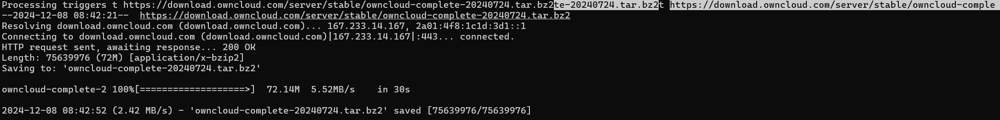 Processing triggers t https://download.owncloud.com/server/stable/owncloud-complete-20240724.tar.bz2te-20240724.tar.bz2t https://download.owncloud.com/server/stable/owncloud-comple
--2024-12-08 08:42:21--  https://download.owncloud.com/server/stable/owncloud-complete-20240724.tar.bz2
Resolving download.owncloud.com (download.owncloud.com)... 167.233.14.167, 2a01:4f8:1c1d:3d1::1
Connecting to download.owncloud.com (download.owncloud.com)|167.233.14.167|:443... connected.
HTTP request sent, awaiting response... 200 OK
Length: 75639976 (72M) [application/x-bzip2]
Saving to: 'owncloud-complete-20240724.tar.bz2'
owncloud-complete-2 100%[===================>]  72.14M  5.52MB/s    in 30s
2024-12-08 08:42:52 (2.42 MB/s) - 'owncloud-complete-20240724.tar.bz2' saved [75639976/75639976]